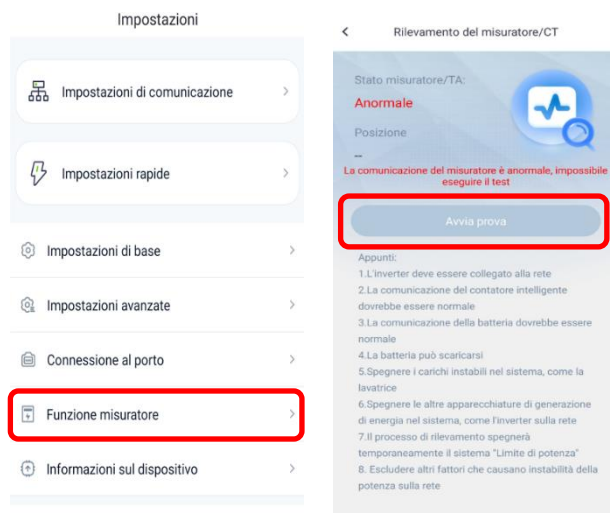 Impostazioni
Impostazioni di comunicazione
Impostazioni rapide
Impostazioni di base
Impostazioni avanzate
Connessione al porto
Funzione misuratore
Informazioni sul dispositivo
Rilevamento del misuratore/CT
Stato misuratore/TA:
Anormale
Posizione
--
La comunicazione del misuratore è anormale, impossibile
eseguire il test
Avvia prova
Appunti:
1.L'inverter deve essere collegato alla rete
2.La comunicazione del contatore intelligente
dovrebbe essere normale
3.La comunicazione della batteria dovrebbe essere
normale
4.La batteria può scaricarsi
5.Spegnere i carichi instabili nel sistema, come la
lavatrice
6.Spegnere le altre apparecchiature di generazione
di energia nel sistema, come l'inverter sulla rete
7.Il processo di rilevamento spegnerà
temporaneamente il sistema "Limite di potenza"
8. Escludere altri fattori che causano instabilità della
potenza sulla rete